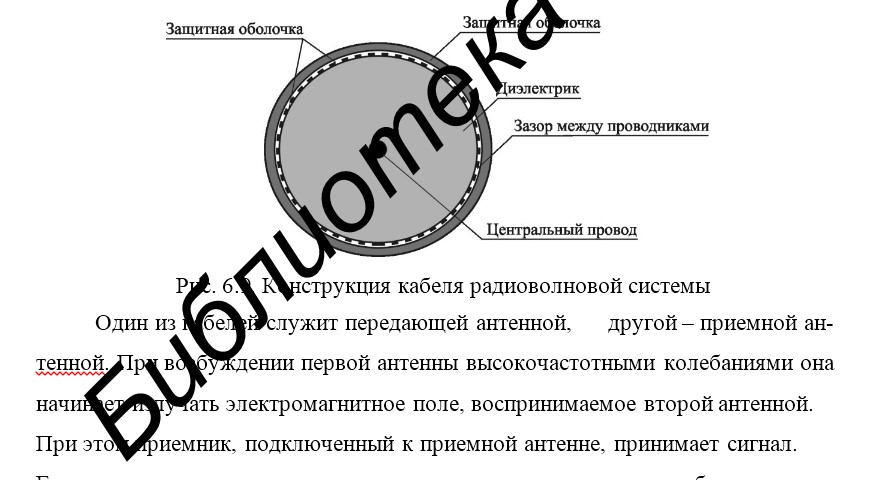 Защитная оболочка
Защитная оболочка
Диэлектрик
Зазор между проводниками
Центральный провод
Рис. 6.9. Конструкция кабеля радиоволновой системы
Один из кабелей служит передающей антенной, другой – приемной ан-
тенной. При возбуждении первой антенны высокочастотными колебаниями она
начинает излучать электромагнитное поле, воспринимаемое второй антенной.
При этом приемник, подключенный к приемной антенне, принимает сигнал.
Библиотека